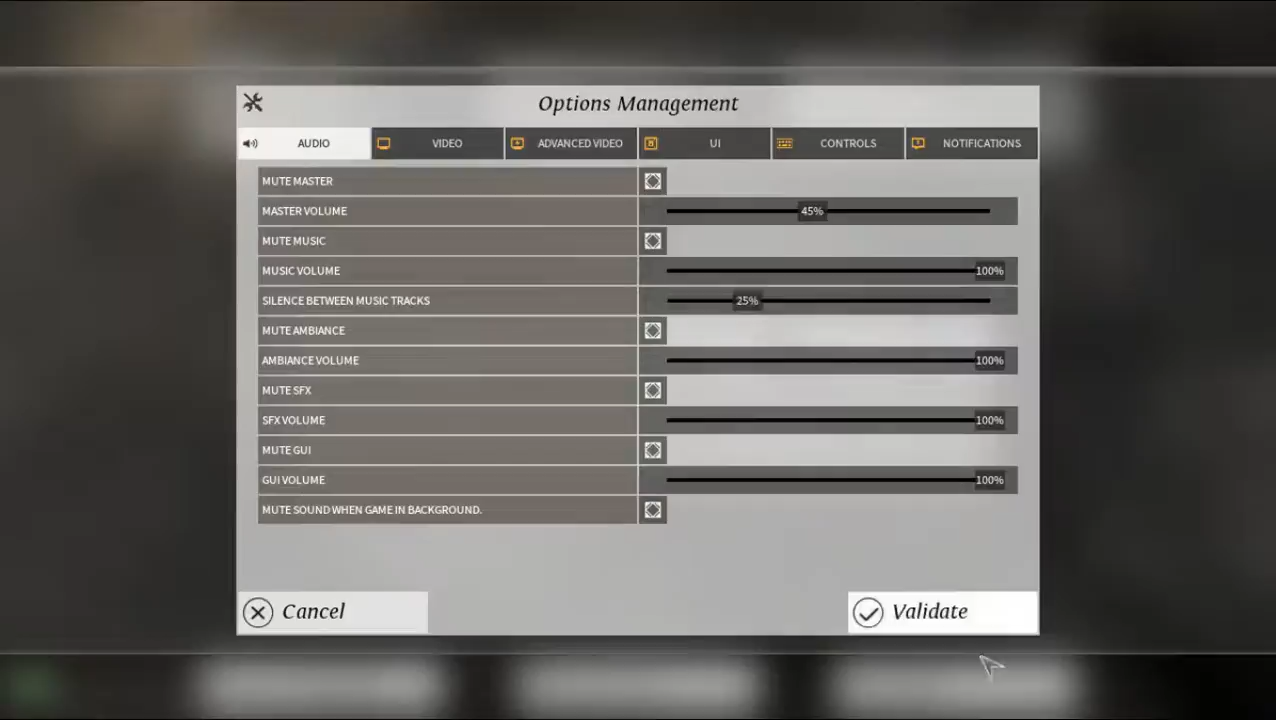 Options Management
AUDIO VIDEO ADVANCED VIDEO UI CONTROLS NOTIFICATIONS
MUTE MASTER
MASTER VOLUME 45%
MUTE MUSIC
MUSIC VOLUME 100%
SILENCE BETWEEN MUSIC TRACKS 25%
MUTE AMBIANCE
AMBIANCE VOLUME 100%
MUTE SFX
SFX VOLUME 100%
MUTE GUI
GUI VOLUME 100%
MUTE SOUND WHEN GAME IN BACKGROUND.
Cancel Validate